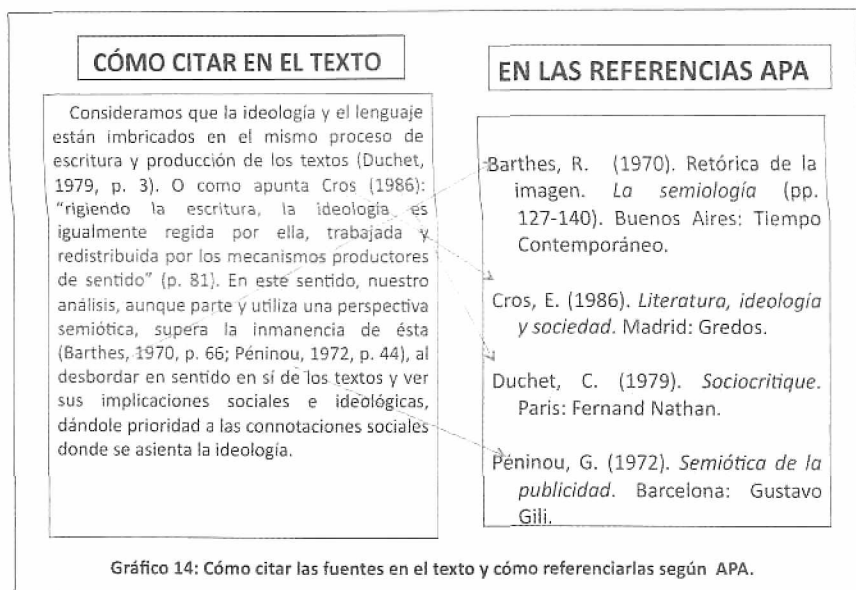 CÓMO CITAR EN EL TEXTO
Consideramos que la ideología y el lenguaje
están imbricados en el mismo proceso de
escritura y producción de los textos (Duchet,
1979, p. 3). O como apunta Cros (1986):
“rigiendo la escritura, la ideología es
igualmente regida por ella, trabajada y
redistribuida por los mecanismos productores
de sentido” (p. 81). En este sentido, nuestro
análisis, aunque parte y utiliza una perspectiva
semiótica, supera la inmanencia de ésta
(Barthes, 1970, p. 66; Péninou, 1972, p. 44), al
desbordar en sentido en sí de los textos y ver
sus implicaciones sociales e ideológicas,
dándole prioridad a las connotaciones sociales
donde se asienta la ideología.
EN LAS REFERENCIAS APA
Barthes, R. (1970). Retórica de la
imagen. La semiología (pp.
127-140). Buenos Aires: Tiempo
Contemporáneo.
Cros, E. (1986). Literatura, ideología
y sociedad. Madrid: Gredos.
Duchet, C. (1979). Sociocritique.
Paris: Fernand Nathan.
Péninou, G. (1972). Semiótica de la
publicidad. Barcelona: Gustavo
Gili.
Gráfico 14: Cómo citar las fuentes en el texto y cómo referenciarlas según APA.